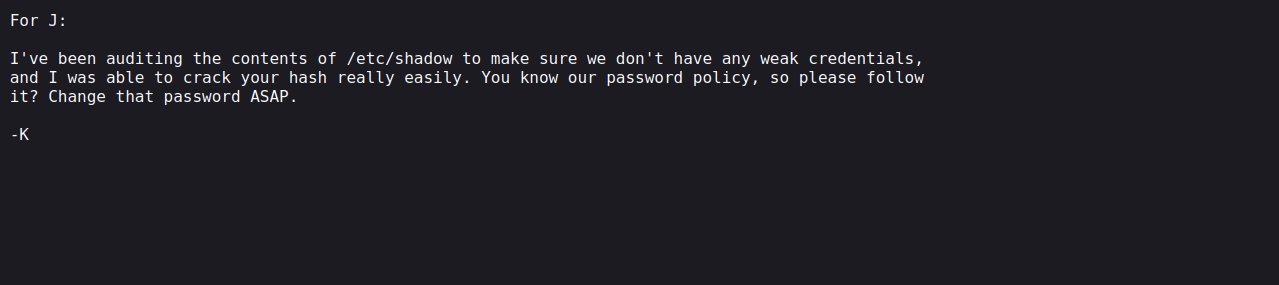 For J:
I've been auditing the contents of /etc/shadow to make sure we don't have any weak credentials,
and I was able to crack your hash really easily. You know our password policy, so please follow
it? Change that password ASAP.
-K